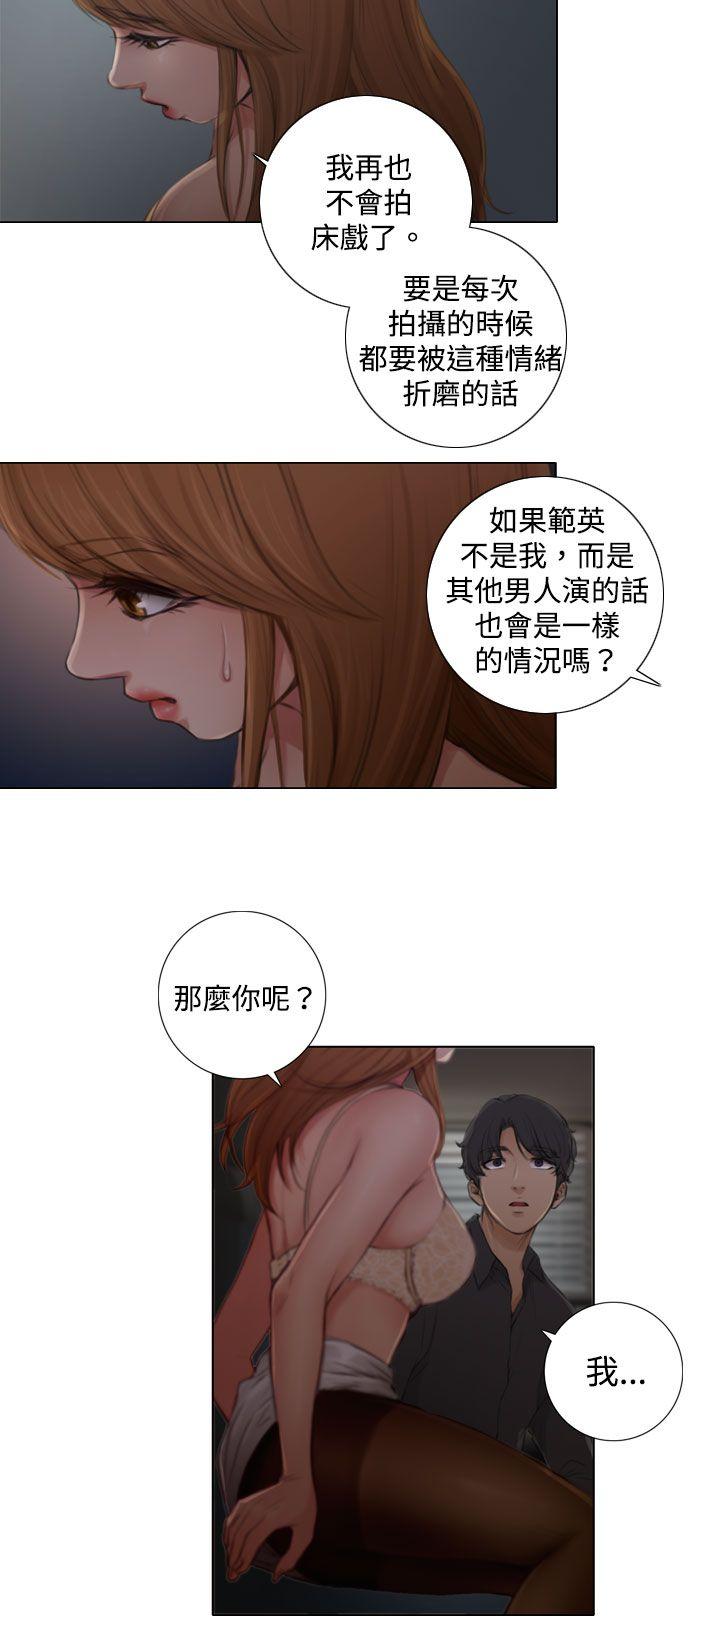 我再也
不會拍
床戲了。
要是每次
拍攝的時候
都要被這種情緒
折磨的話
如果範英
不是我，而是
其他男人演的話
也會是一樣
的情況嗎？
那麼你呢？
我…